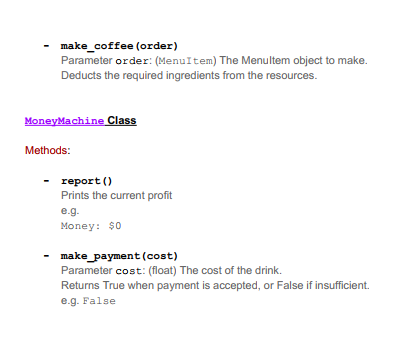 - make_coffee(order)
Parameter order: (MenuItem) The MenuItem object to make.
Deducts the required ingredients from the resources.
MoneyMachine Class
Methods:
- report()
Prints the current profit
e.g.
Money: $0
- make_payment(cost)
Parameter cost: (float) The cost of the drink.
Returns True when payment is accepted, or False if insufficient.
e.g. False